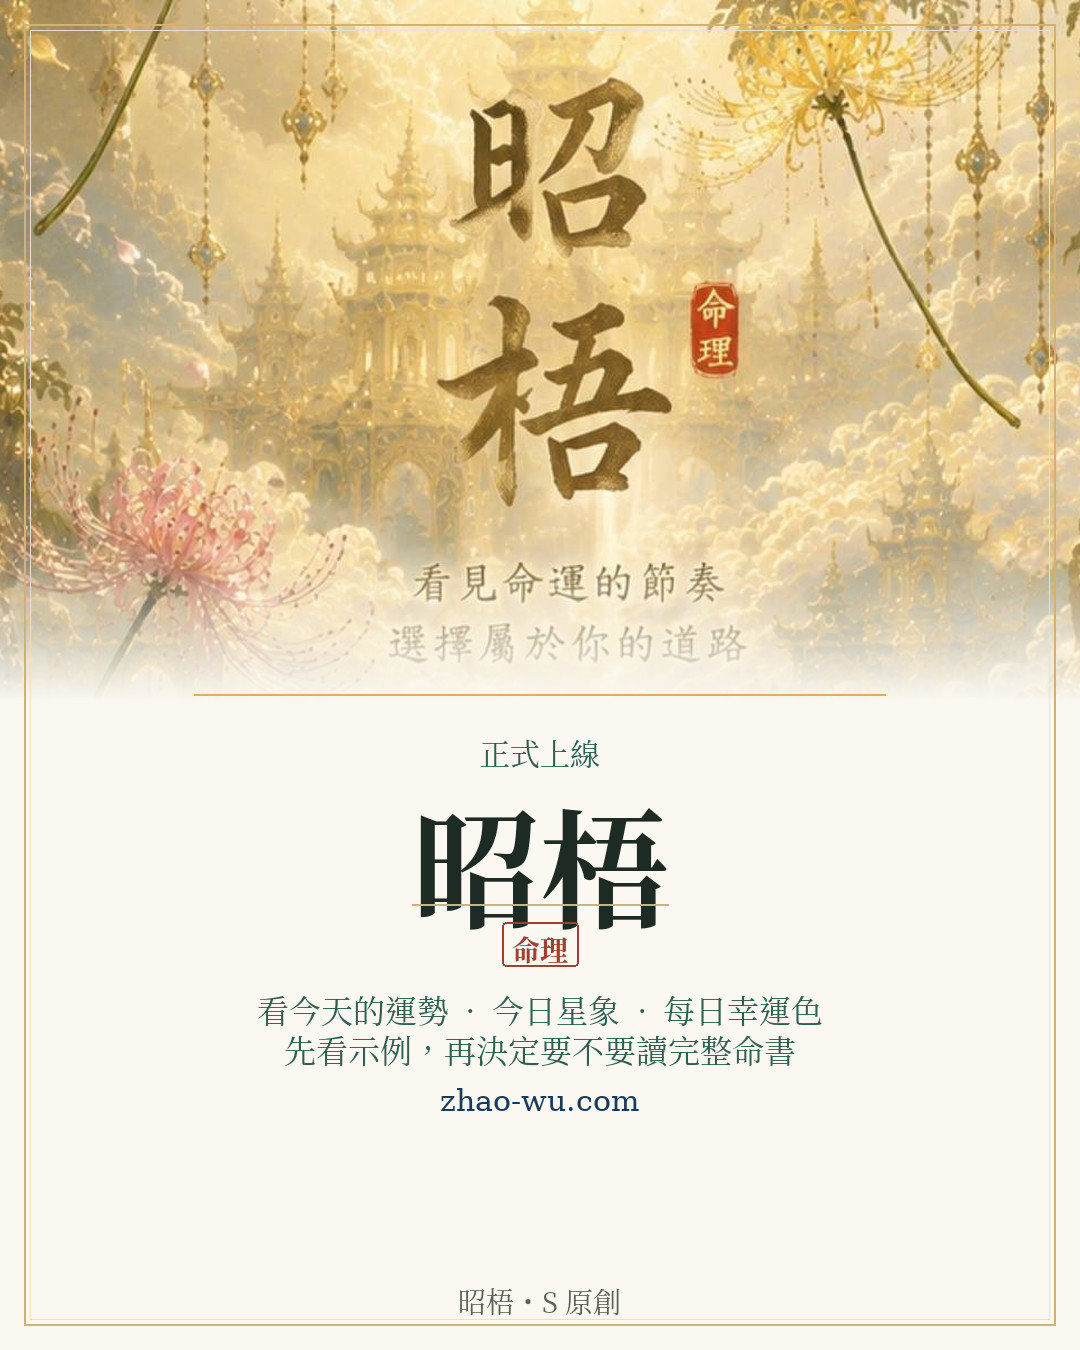 昭
梧
命理
看見命運的節奏
選擇屬於你的道路
正式上線
昭梧
命理
看今天的運勢 · 今日星象 · 每日幸運色
先看示例，再決定要不要讀完整命書
zhao-wu.com
昭梧・S 原創